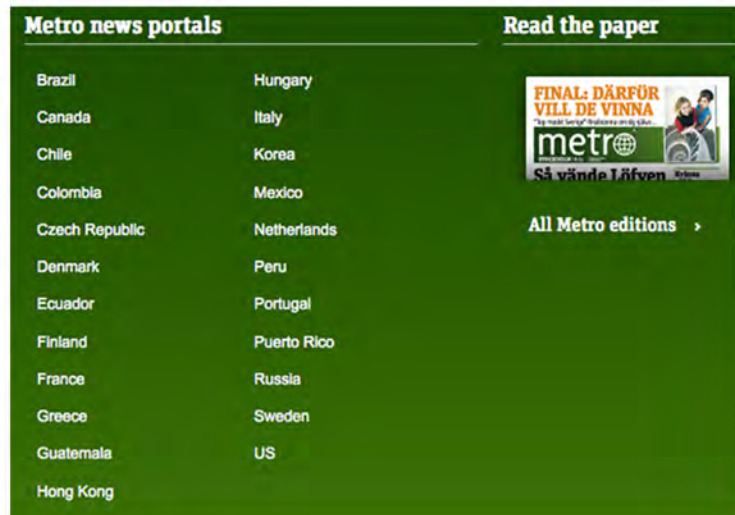 Metro news portals
Brazil
Canada
Chile
Colombia
Czech Republic
Denmark
Ecuador
Finland
France
Greece
Guatemala
Hong Kong
Hungary
Italy
Korea
Mexico
Netherlands
Peru
Portugal
Puerto Rico
Russia
Sweden
US
Read the paper
FINAL: DÄRFÖR
VILL DE VINNA
metro
Så vände Löfven
All Metro editions ›